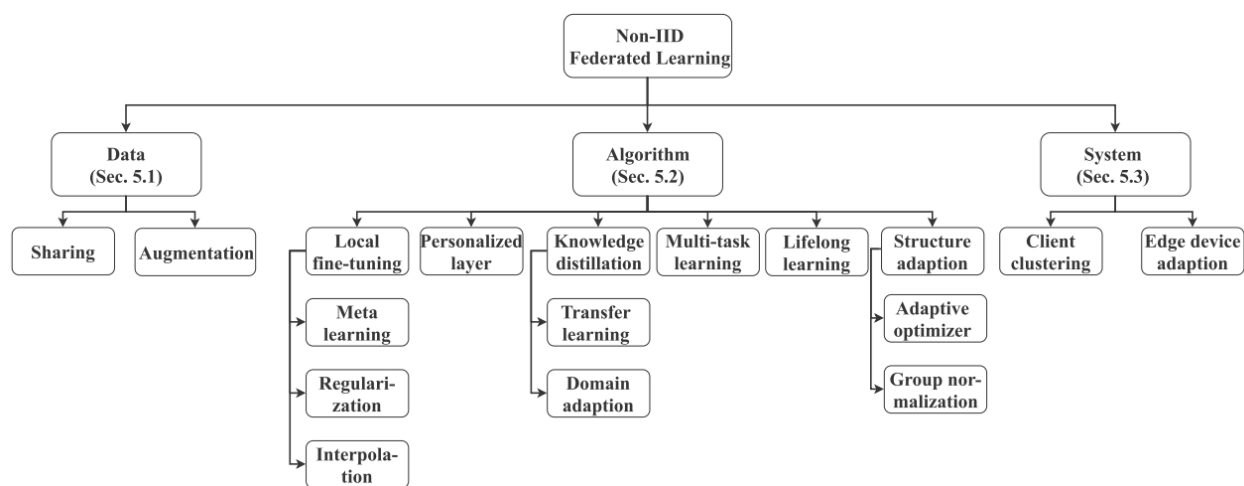 Non-IID
Federated Learning
Data
(Sec. 5.1)
Algorithm
(Sec. 5.2)
System
(Sec. 5.3)
Sharing
Augmentation
Local
fine-tuning
Personalized
layer
Knowledge
distillation
Multi-task
learning
Lifelong
learning
Structure
adaption
Client
clustering
Edge device
adaption
Meta
learning
Transfer
learning
Adaptive
optimizer
Regulari-
zation
Domain
adaption
Group nor-
malization
Interpola-
tion